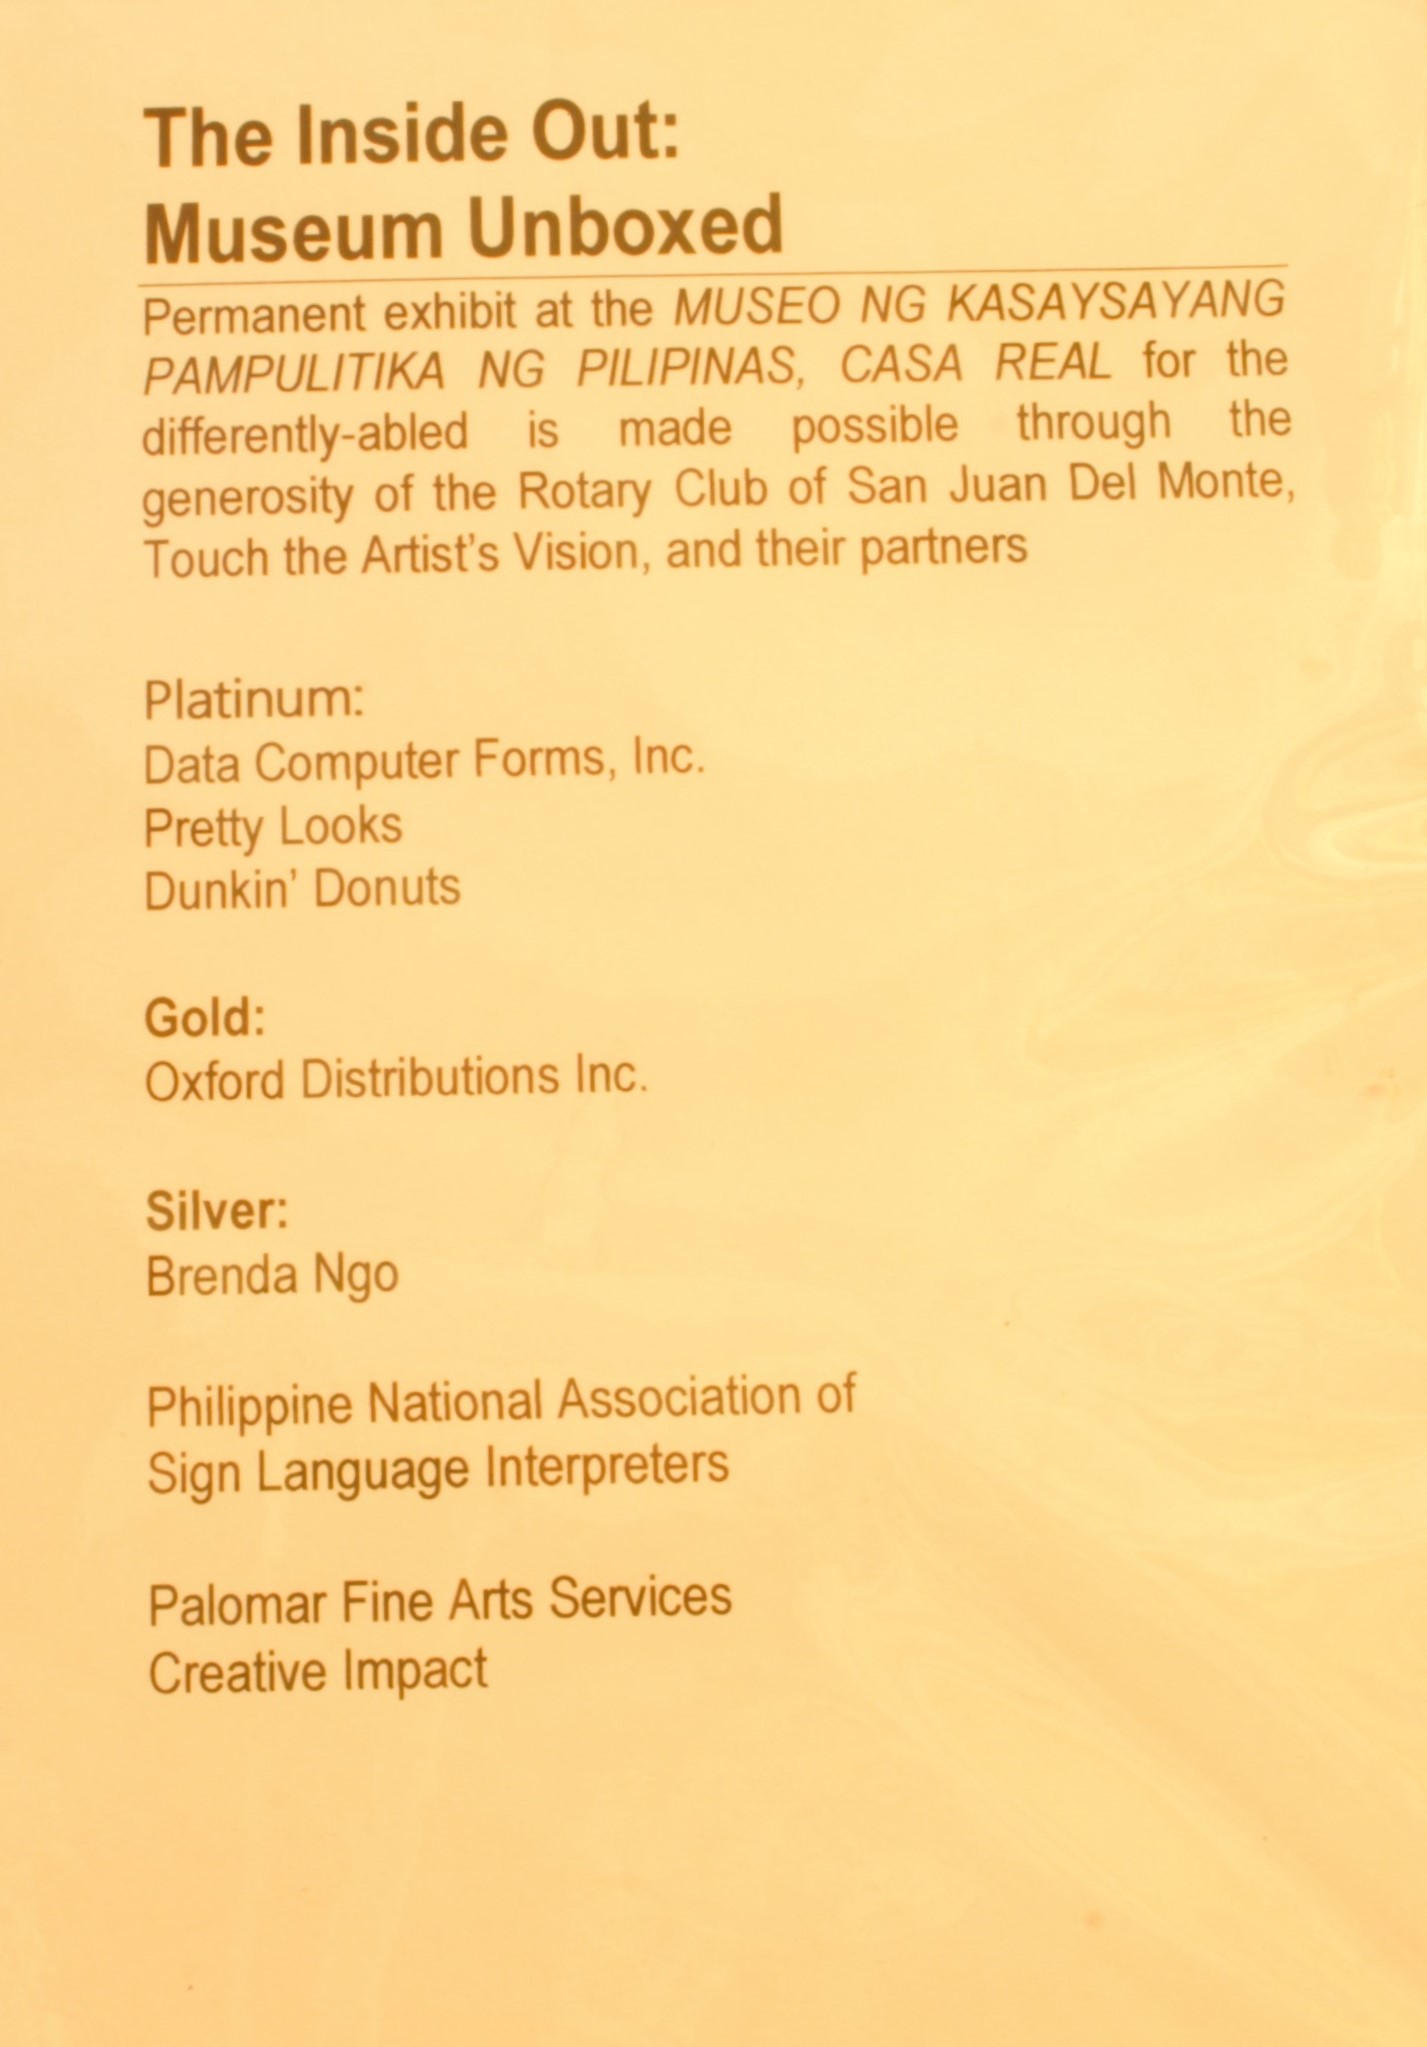 The Inside Out:
Museum Unboxed
Permanent exhibit at the MUSEO NG KASAYSAYANG
PAMPULITIKA NG PILIPINAS, CASA REAL for the
differently-abled is made possible through the
generosity of the Rotary Club of San Juan Del Monte,
Touch the Artist's Vision, and their partners
Platinum:
Data Computer Forms, Inc.
Pretty Looks
Dunkin' Donuts
Gold:
Oxford Distributions Inc.
Silver:
Brenda Ngo
Philippine National Association of
Sign Language Interpreters
Palomar Fine Arts Services
Creative Impact